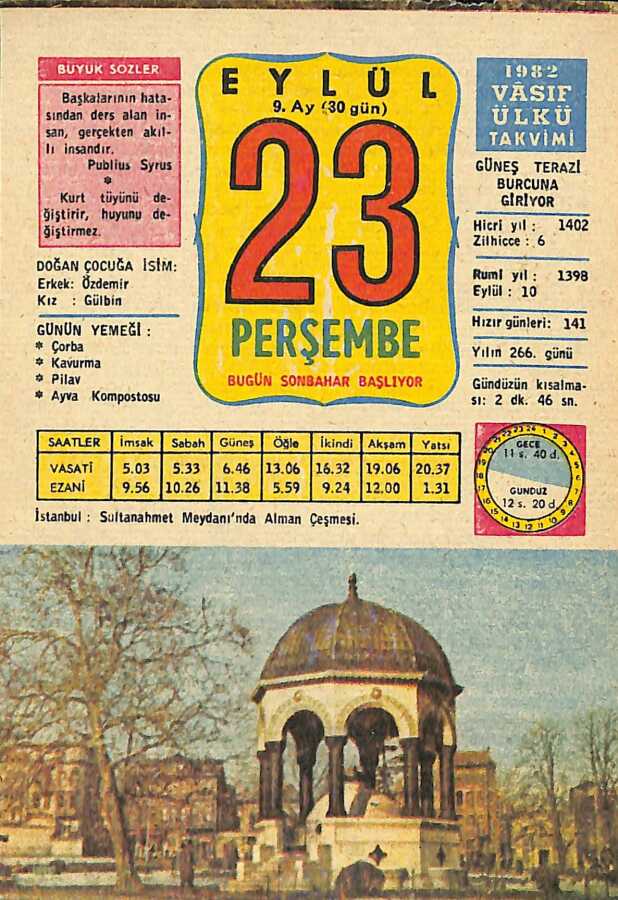 BÜYÜK SÖZLER
Başkalarının hata-
sından ders alan in-
san, gerçekten akıl-
lı insandır.
Publius Syrus
*
Kurt tüyünü de-
ğiştirir, huyunu de-
ğiştirmez.
DOĞAN ÇOCUĞA İSİM:
Erkek: Özdemir
Kız : Gülbin
GÜNÜN YEMEĞİ :
* Çorba
* Kavurma
* Pilav
* Ayva Kompostosu
EYLÜL
9. Ay (30 gün)
23
PERŞEMBE
BUGÜN SONBAHAR BAŞLIYOR
1982
VÂSIF
ÜLKÜ
TAKVİMİ
GÜNEŞ TERAZİ
BURCUNA
GİRİYOR
Hicri yıl : 1402
Zilhicce : 6
Rumî yıl : 1398
Eylül : 10
Hızır günleri: 141
Yılın 266. günü
Gündüzün kısalma-
sı: 2 dk. 46 sn.
SAATLER İmsak Sabah Güneş Öğle İkindi Akşam Yatsı
VASATİ 5.03 5.33 6.46 13.06 16.32 19.06 20.37
EZANİ 9.56 10.26 11.38 5.59 9.24 12.00 1.31
GECE
11 s. 40 d.
GÜNDÜZ
12 s. 20 d.
İstanbul : Sultanahmet Meydanı'nda Alman Çeşmesi.